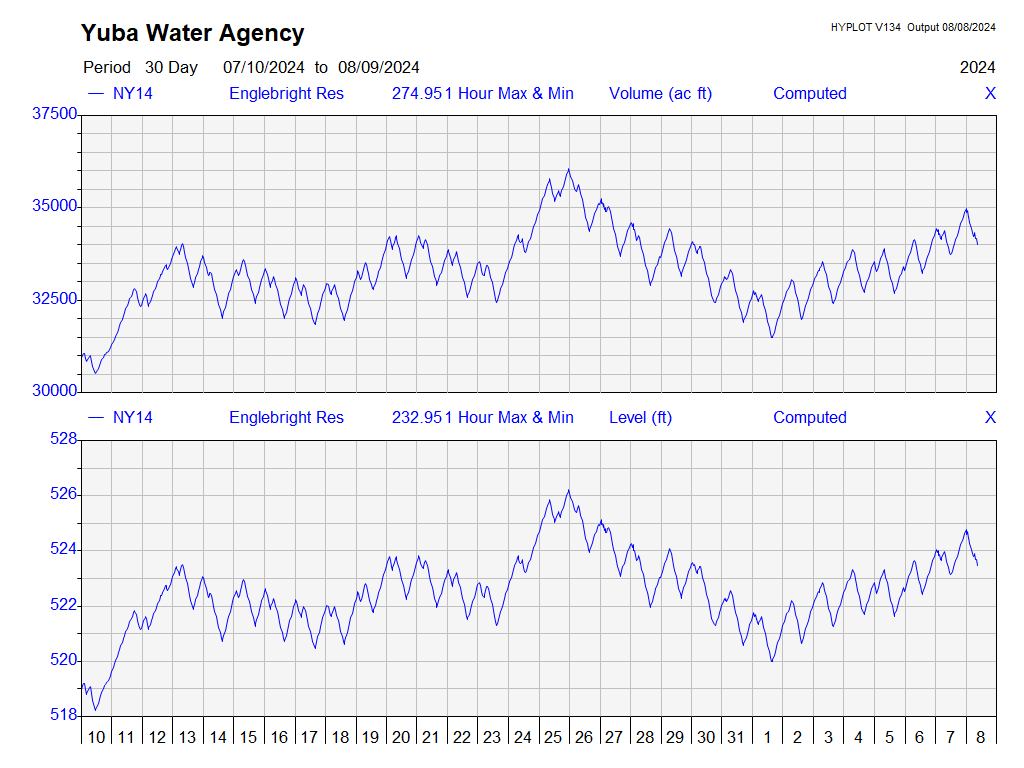 Yuba Water Agency
HYPLOT V134 Output 08/08/2024
Period 30 Day 07/10/2024 to 08/09/2024 2024
NY14 Englebright Res 274.951 Hour Max & Min Volume (ac ft) Computed X
37500
35000
32500
30000
NY14 Englebright Res 232.951 Hour Max & Min Level (ft) Computed X
528
526
524
522
520
518
10 11 12 13 14 15 16 17 18 19 20 21 22 23 24 25 26 27 28 29 30 31 1 2 3 4 5 6 7 8